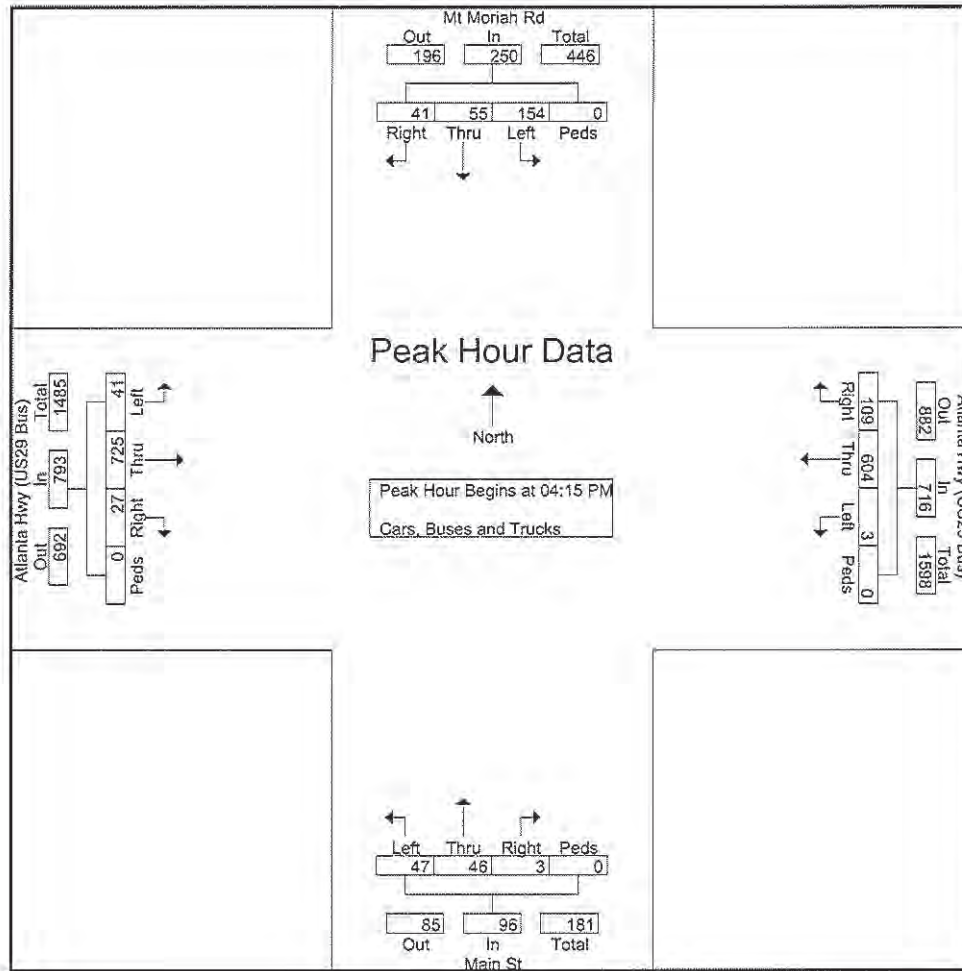 Mt Moriah Rd
Out In Total
196 250 446
41 55 154 0
Right Thru Left Peds
Peak Hour Data
North
Peak Hour Begins at 04:15 PM
Cars, Buses and Trucks
Atlanta Hwy (US29 Bus)
Out In Total
692 793 1485
41 725 27 0
Left Thru Right Peds
Atlanta Hwy (US29 Bus)
Out In Total
882 716 1598
109 604 3 0
Right Thru Left Peds
Left Thru Right Peds
47 46 3 0
85 96 181
Out In Total
Main St